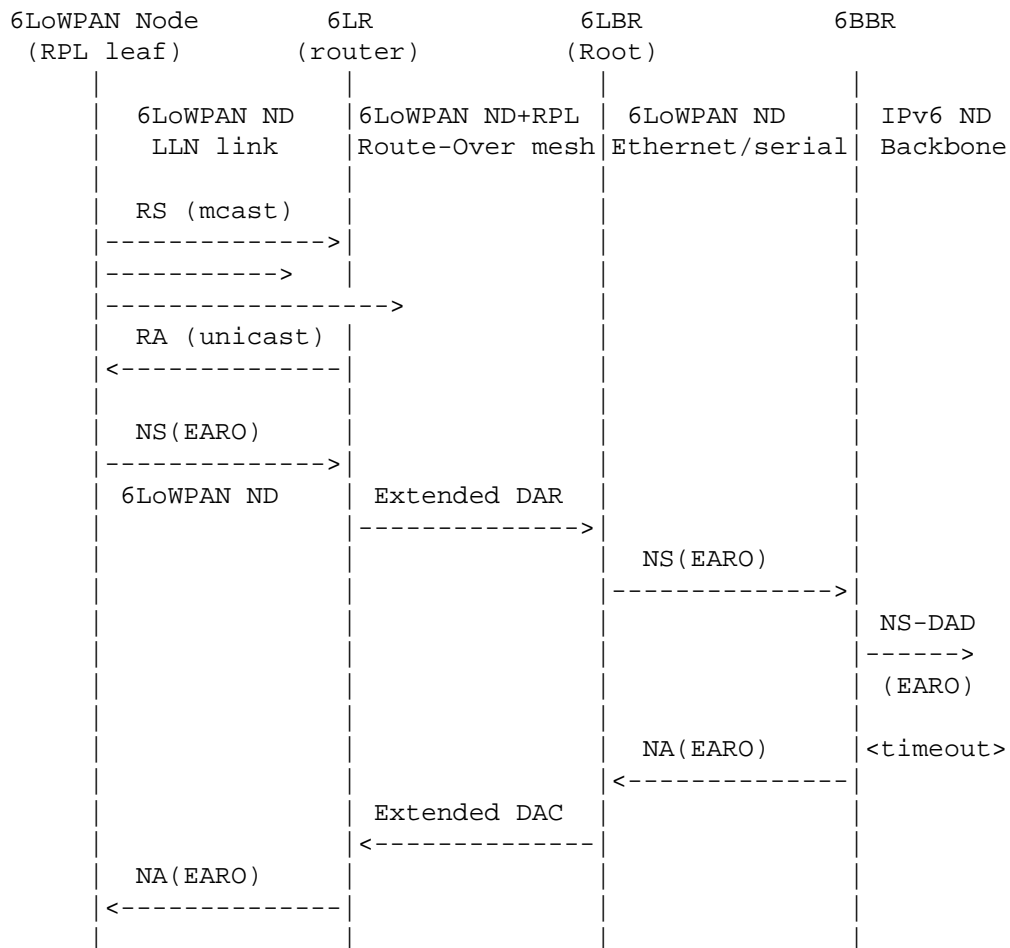 6LoWPAN Node 6LR 6LBR 6BBR
(RPL leaf) (router) (Root)
6LoWPAN ND 6LoWPAN ND+RPL 6LoWPAN ND IPv6 ND
LLN link Route-Over mesh Ethernet/serial Backbone
RS (mcast)
RA (unicast)
NS(EARO)
6LoWPAN ND Extended DAR
NS(EARO)
NS-DAD
(EARO)
NA(EARO) <timeout>
Extended DAC
NA(EARO)